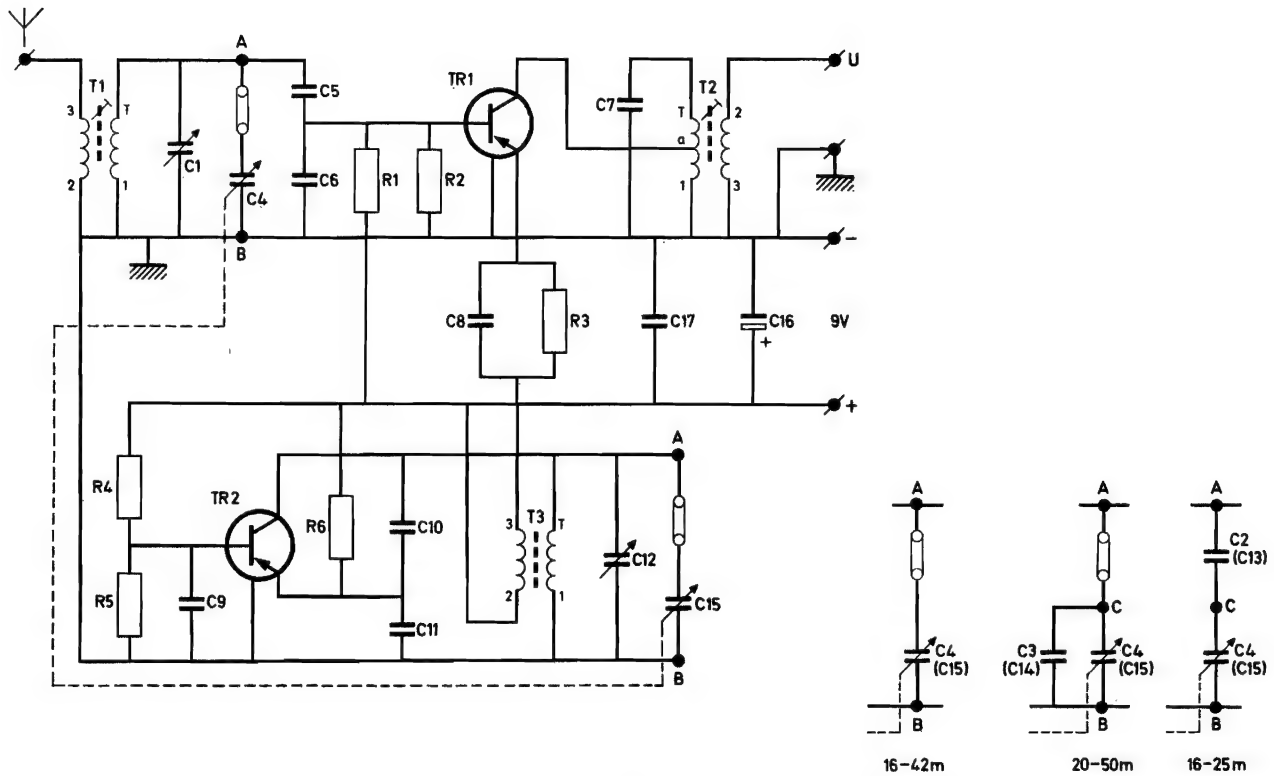 A
T1
3
T
2
1
C1
C4
B
C5
C6
R1
R2
TR1
C7
T2
T
a
1
2
3
U
-
C8
R3
C17
C16
+
9V
+
R4
R5
TR2
C9
R6
C10
C11
T3
3
T
2
1
C12
A
C15
B
A
C4
(C15)
B
16-42m
A
C
C3
(C14)
C4
(C15)
B
20-50m
A
C2
(C13)
C
C4
(C15)
B
16-25m